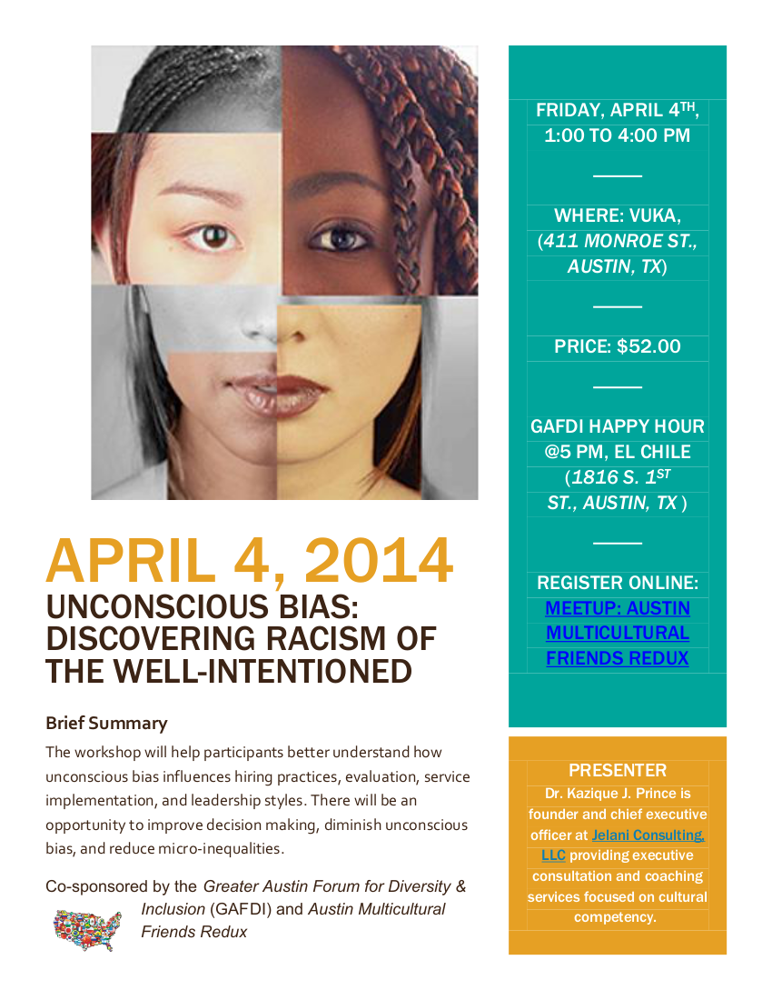 FRIDAY, APRIL 4TH,
1:00 TO 4:00 PM
WHERE: VUKA,
(411 MONROE ST.,
AUSTIN, TX)
PRICE: $52.00
GAFDI HAPPY HOUR
@5 PM, EL CHILE
(1816 S. 1ST
ST., AUSTIN, TX )
REGISTER ONLINE:
MEETUP: AUSTIN
MULTICULTURAL
FRIENDS REDUX
APRIL 4, 2014
UNCONSCIOUS BIAS:
DISCOVERING RACISM OF
THE WELL-INTENTIONED
Brief Summary
The workshop will help participants better understand how
unconscious bias influences hiring practices, evaluation, service
implementation, and leadership styles. There will be an
opportunity to improve decision making, diminish unconscious
bias, and reduce micro-inequalities.
Co-sponsored by the Greater Austin Forum for Diversity &
Inclusion (GAFDI) and Austin Multicultural
Friends Redux
PRESENTER
Dr. Kazique J. Prince is
founder and chief executive
officer at Jelani Consulting,
LLC providing executive
consultation and coaching
services focused on cultural
competency.